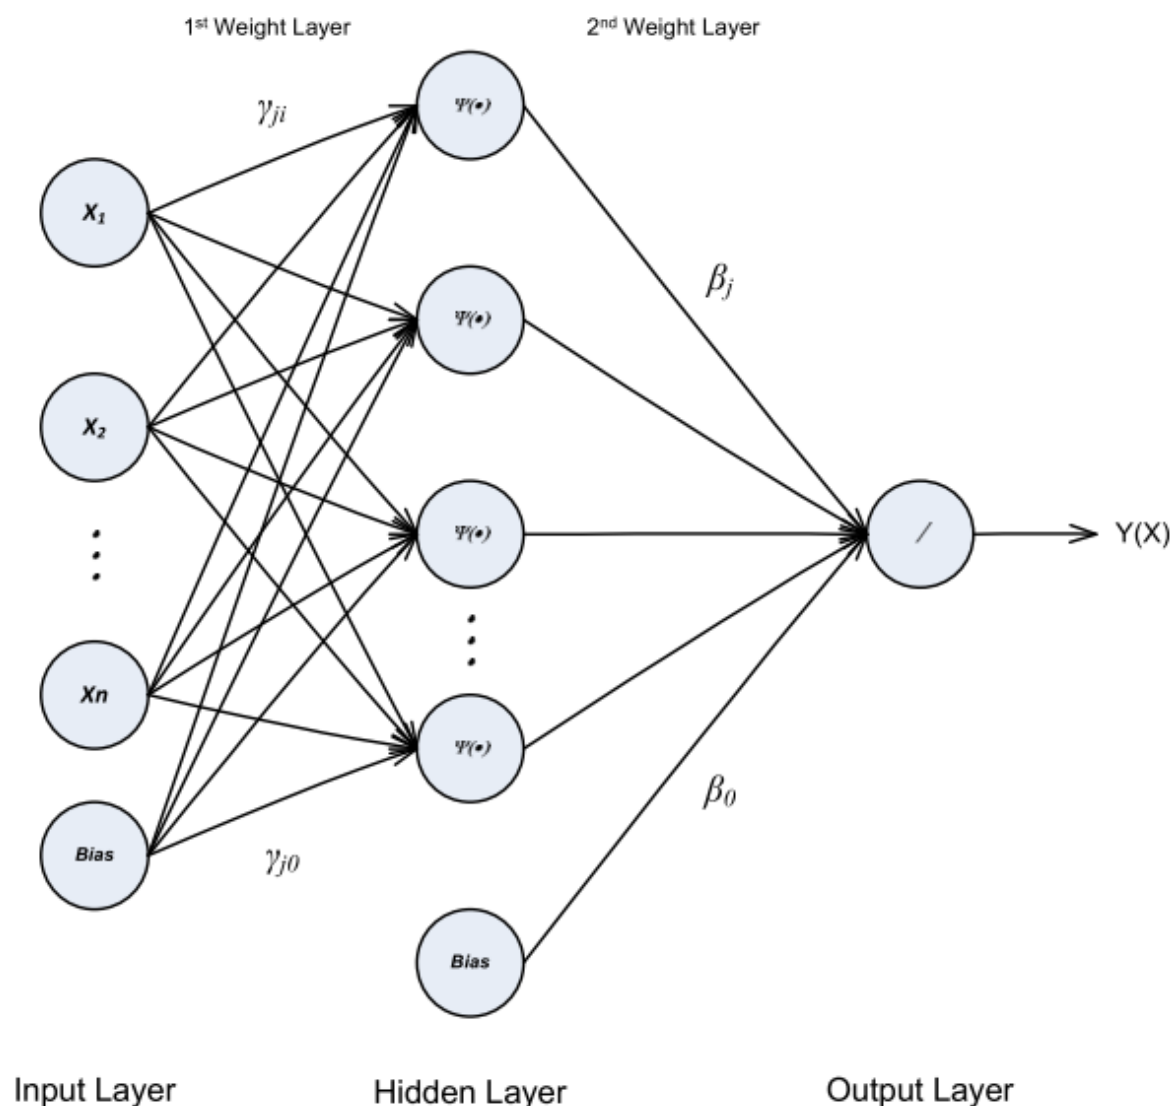 1st Weight Layer
2nd Weight Layer
γji
Ψ(•)
X1
βj
Ψ(•)
X2
Ψ(•)
/
Y(X)
Xn
Ψ(•)
β0
Bias
γj0
Bias
Input Layer
Hidden Layer
Output Layer